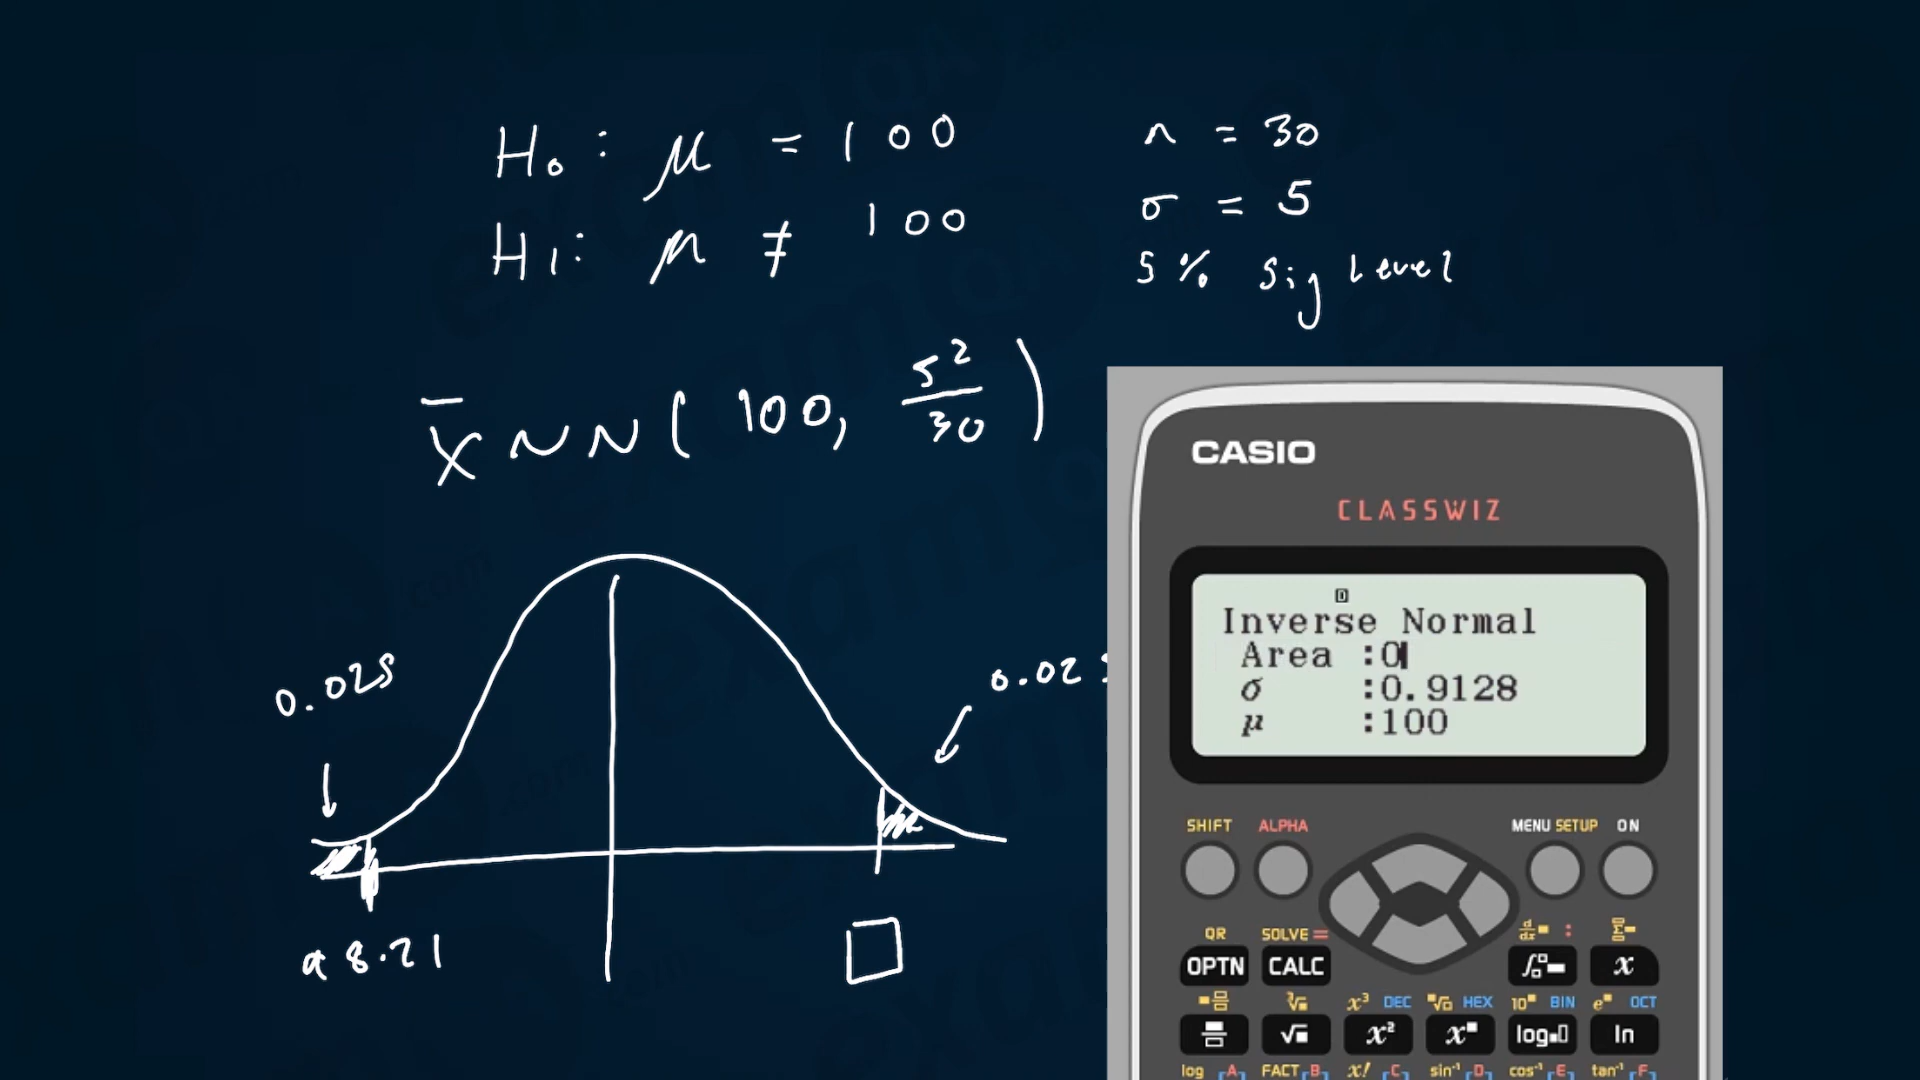 H₀ : μ = 100
n = 30
H₁ : μ ≠ 100
σ = 5
5% Sig Level
X̄ ~ N ( 100, 5²/30 )
CASIO
CLASSWIZ
Inverse Normal
Area :0
σ :0.9128
μ :100
0.025
0.02
98.21
SHIFT ALPHA MENU SETUP ON
QR SOLVE =
OPTN CALC x
x³ DEC HEX 10■ BIN e■ OCT
√■ x² x■ log■□ ln
log A FACT B x! C sin⁻¹ D cos⁻¹ E tan⁻¹ F